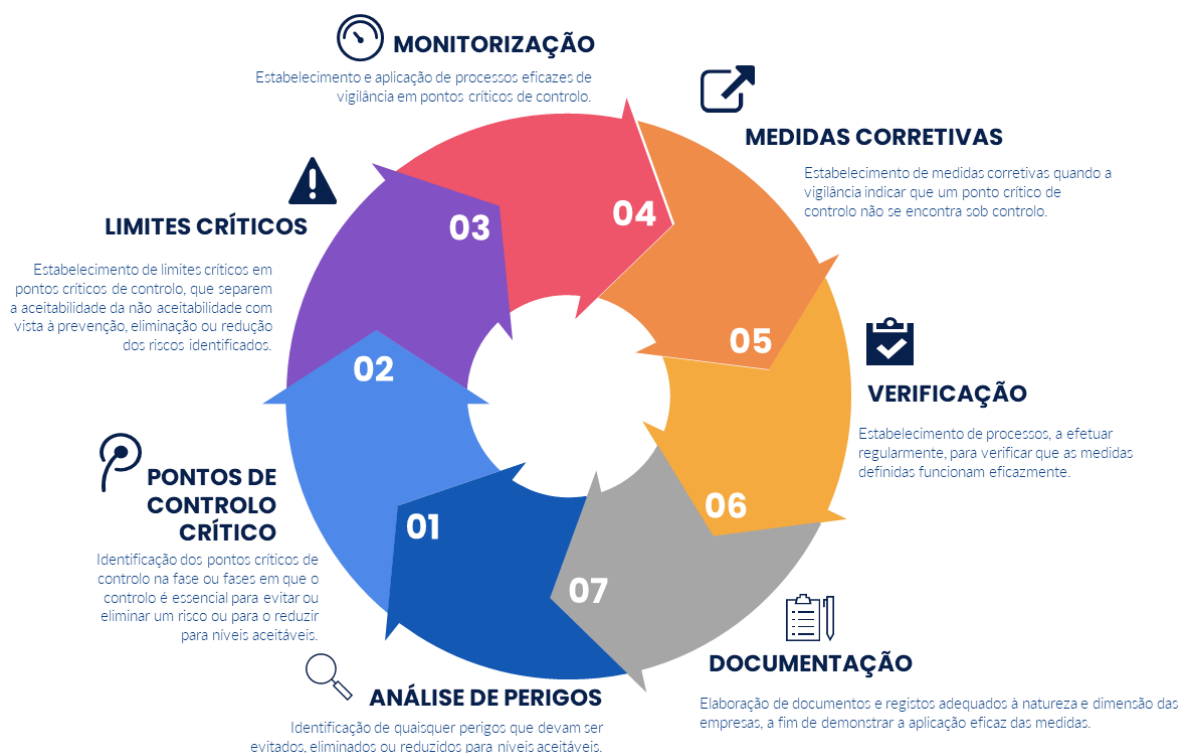 MONITORIZAÇÃO
Estabelecimento e aplicação de processos eficazes de
vigilância em pontos críticos de controlo.
MEDIDAS CORRETIVAS
Estabelecimento de medidas corretivas quando a
vigilância indicar que um ponto crítico de
controlo não se encontra sob controlo.
LIMITES CRÍTICOS
Estabelecimento de limites críticos em
pontos críticos de controlo, que separem
a aceitabilidade da não aceitabilidade com
vista à prevenção, eliminação ou redução
dos riscos identificados.
03
04
02
05
VERIFICAÇÃO
Estabelecimento de processos, a efetuar
regularmente, para verificar que as medidas
definidas funcionam eficazmente.
PONTOS DE
CONTROLO
CRÍTICO
Identificação dos pontos críticos de
controlo na fase ou fases em que o
controlo é essencial para evitar ou
eliminar um risco ou para o reduzir
para níveis aceitáveis.
01
06
07
DOCUMENTAÇÃO
Elaboração de documentos e registos adequados à natureza e dimensão das
empresas, a fim de demonstrar a aplicação eficaz das medidas.
ANÁLISE DE PERIGOS
Identificação de quaisquer perigos que devam ser
evitados, eliminados ou reduzidos para níveis aceitáveis.